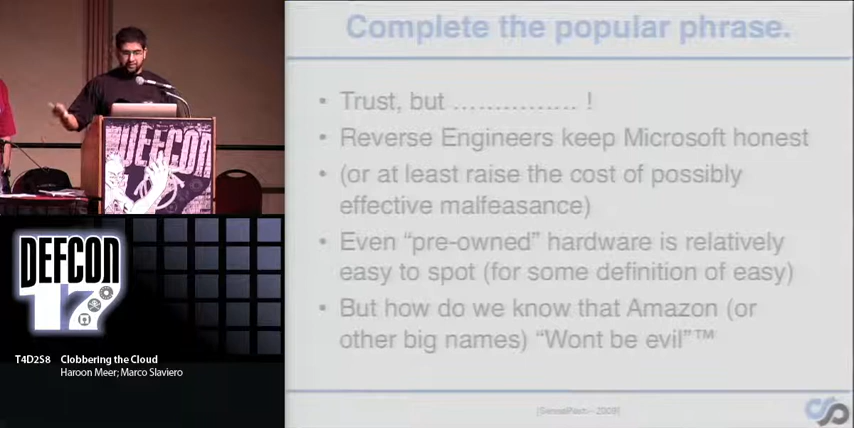 Complete the popular phrase.
• Trust, but ............... !
• Reverse Engineers keep Microsoft honest
• (or at least raise the cost of possibly
effective malfeasance)
• Even “pre-owned” hardware is relatively
easy to spot (for some definition of easy)
• But how do we know that Amazon (or
other big names) “Wont be evil”™
[SensePost - 2009]
DEFCON
DEFCON
17
T4D2S8 Clobbering the Cloud
Haroon Meer; Marco Slaviero